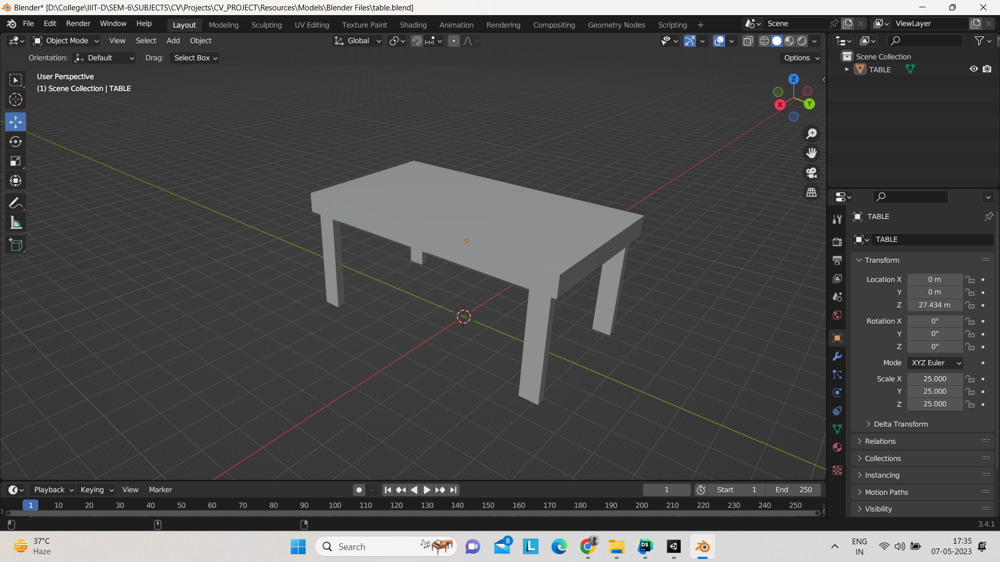 Blender* [D:\College\IIIT-D\SEM-6\SUBJECTS\CV\Projects\CV_PROJECT\Resources\Models\Blender Files\table.blend]
File Edit Render Window Help Layout Modeling Sculpting UV Editing Texture Paint Shading Animation Rendering Compositing Geometry Nodes Scripting + Scene ViewLayer
Object Mode View Select Add Object Global
Orientation: Default Drag: Select Box Options
User Perspective
(1) Scene Collection | TABLE
Z
X
Y
Scene Collection
TABLE
TABLE
TABLE
Transform
Location X 0 m
Y 0 m
Z 27.434 m
Rotation X 0°
Y 0°
Z 0°
Mode XYZ Euler
Scale X 25.000
Y 25.000
Z 25.000
Delta Transform
Relations
Collections
Instancing
Motion Paths
Visibility
Playback Keying View Marker 1 Start 1 End 250
1 10 20 30 40 50 60 70 80 90 100 110 120 130 140 150 160 170 180 190 200 210 220 230 240 250
3.4.1
37°C
Haze
Search
8
L
DS
ENG
IN
17:35
07-05-2023